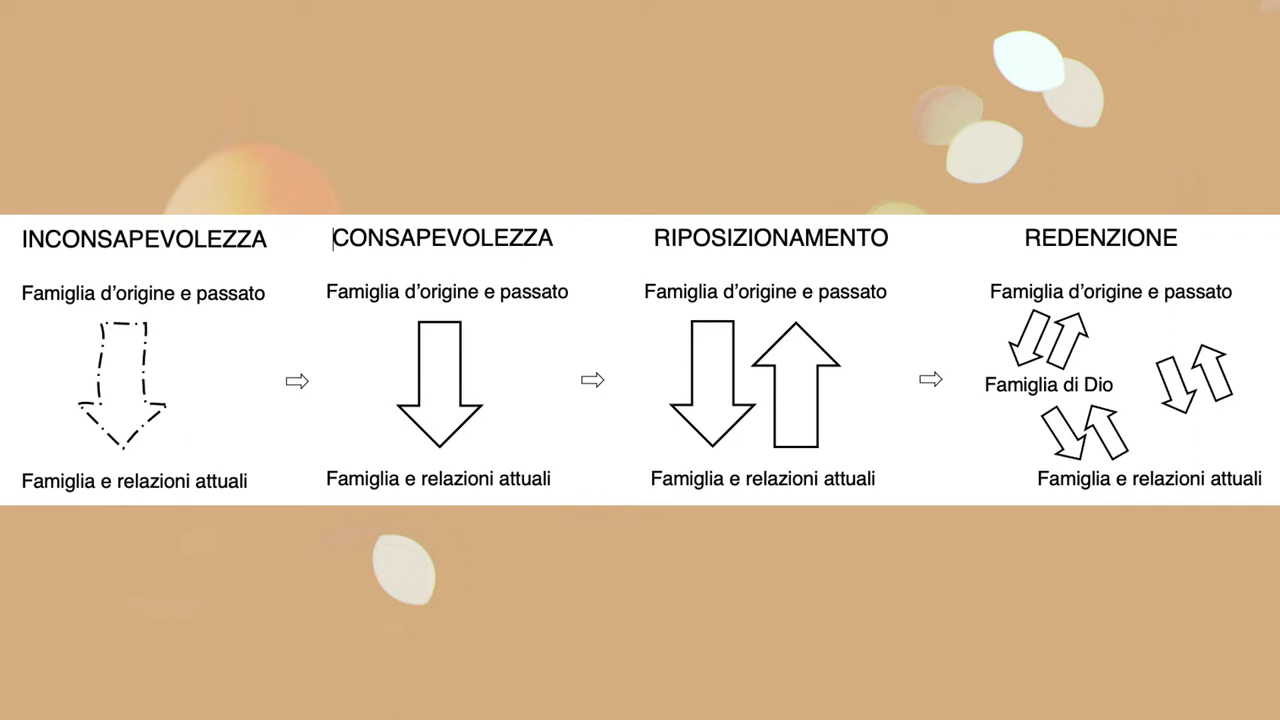 INCONSAPEVOLEZZA
Famiglia d'origine e passato
Famiglia e relazioni attuali
CONSAPEVOLEZZA
Famiglia d'origine e passato
Famiglia e relazioni attuali
RIPOSIZIONAMENTO
Famiglia d'origine e passato
Famiglia e relazioni attuali
REDENZIONE
Famiglia d'origine e passato
Famiglia di Dio
Famiglia e relazioni attuali